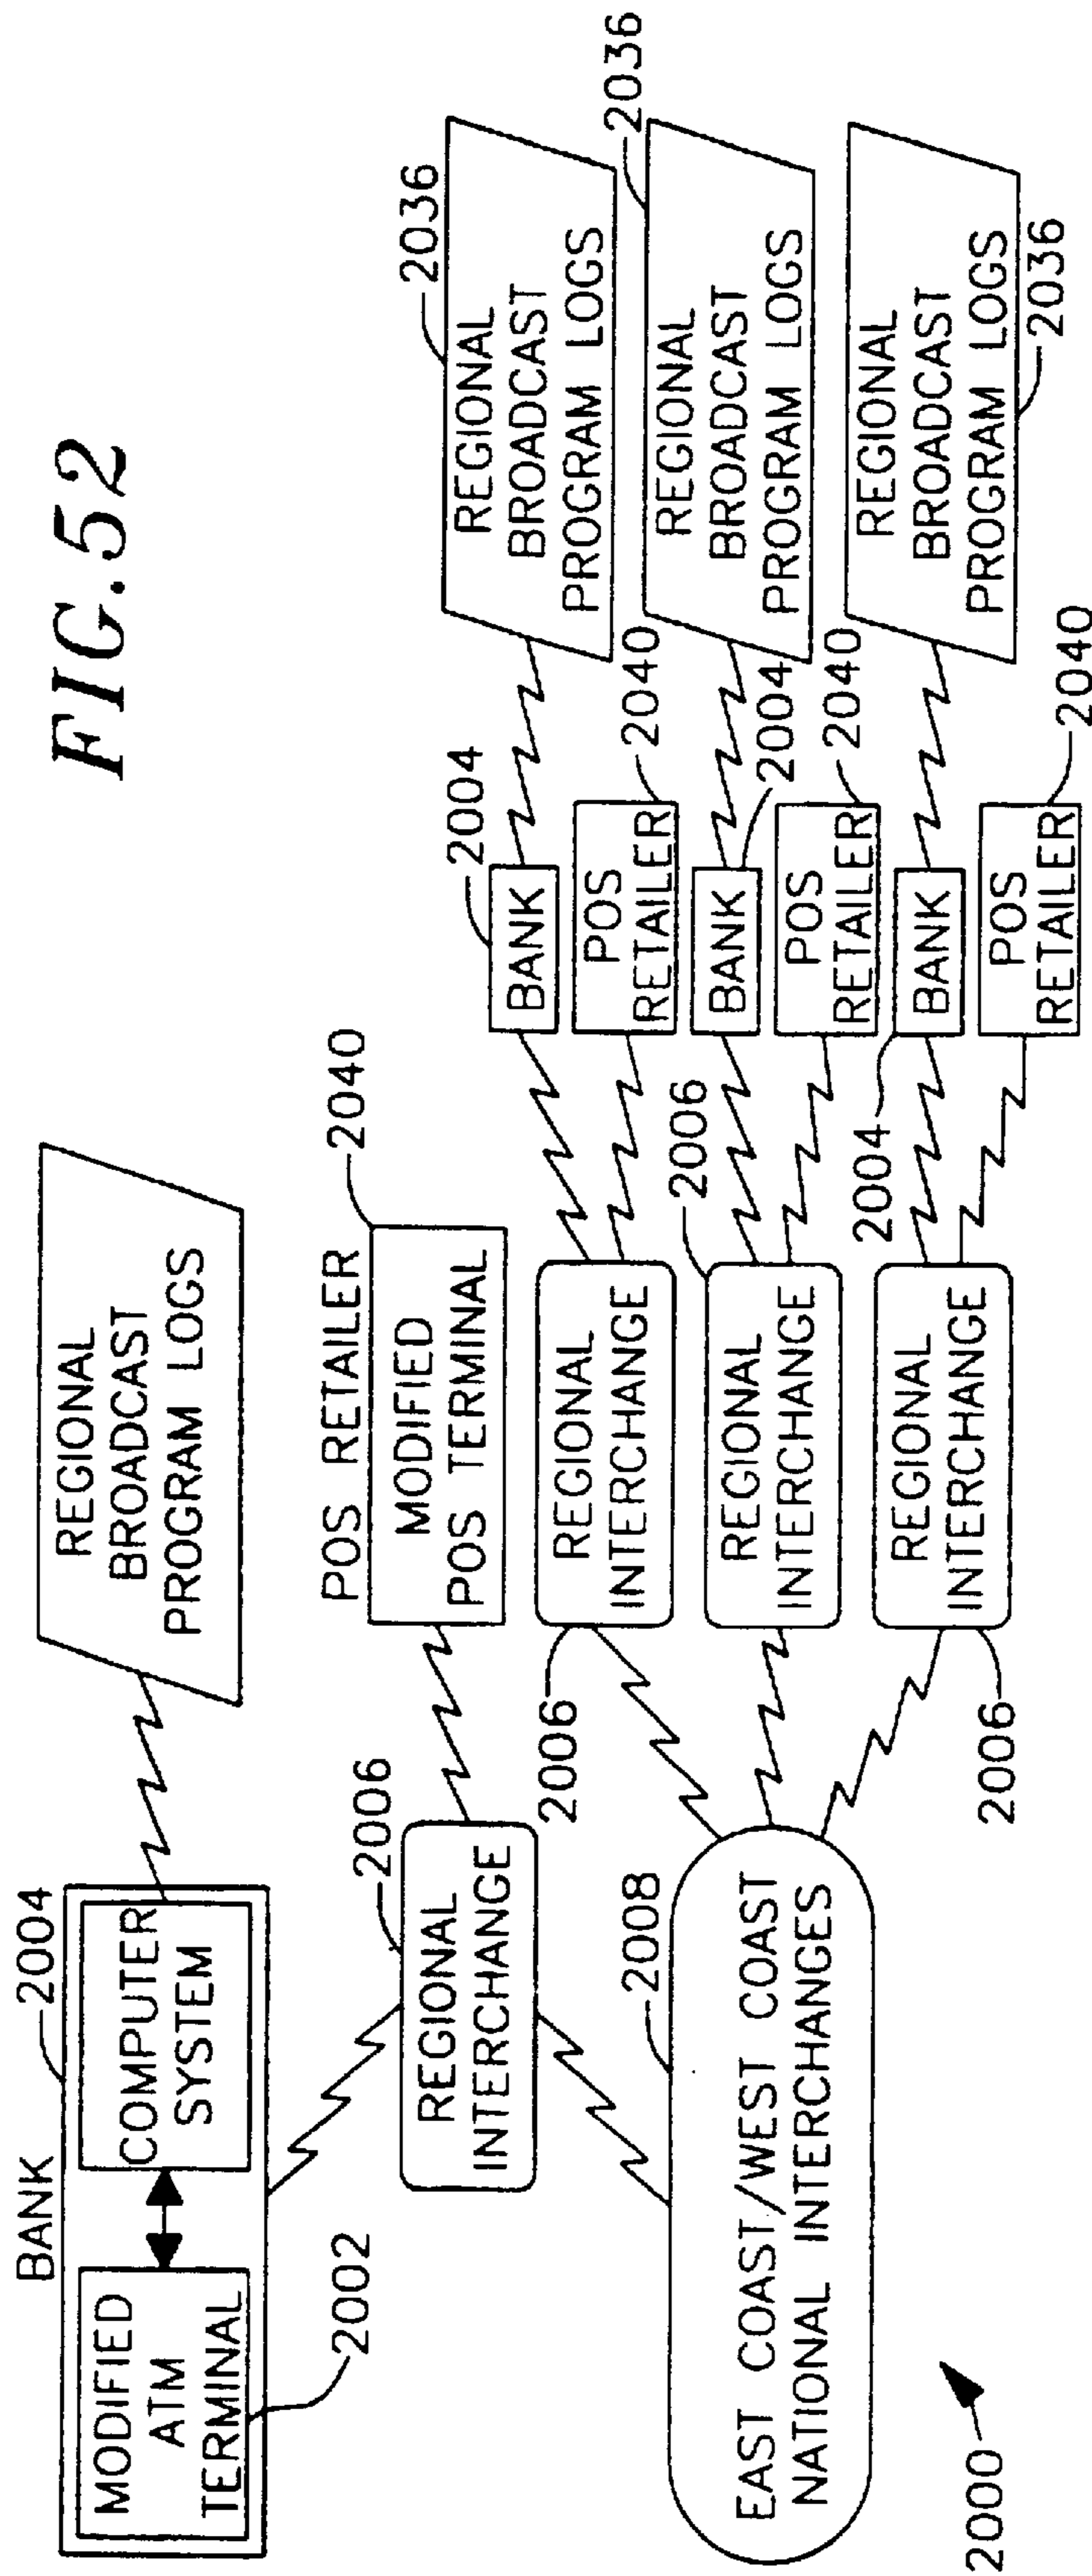 FIG.52
BANK
2004
MODIFIED
ATM
TERMINAL
2002
COMPUTER
SYSTEM
REGIONAL
BROADCAST
PROGRAM LOGS
2006
REGIONAL
INTERCHANGE
POS RETAILER
MODIFIED
POS TERMINAL
2040
2008
EAST COAST/WEST COAST
NATIONAL INTERCHANGES
2000
2006
REGIONAL
INTERCHANGE
2004
BANK
POS
RETAILER
2040
2036
REGIONAL
BROADCAST
PROGRAM LOGS
2006
REGIONAL
INTERCHANGE
BANK
2004
POS
RETAILER
2040
2036
REGIONAL
BROADCAST
PROGRAM LOGS
2006
REGIONAL
INTERCHANGE
2004
BANK
POS
RETAILER
2040
REGIONAL
BROADCAST
PROGRAM LOGS
2036